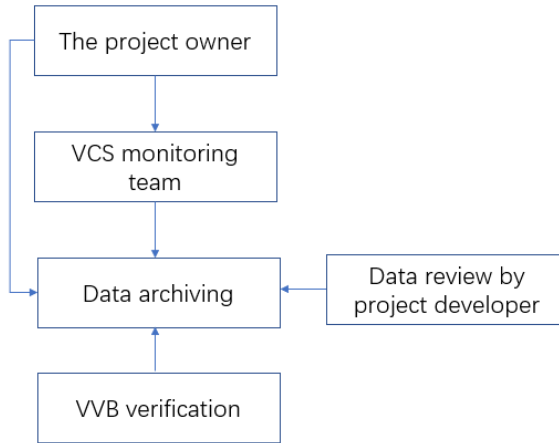 The project owner
VCS monitoring
team
Data archiving
Data review by
project developer
VVB verification